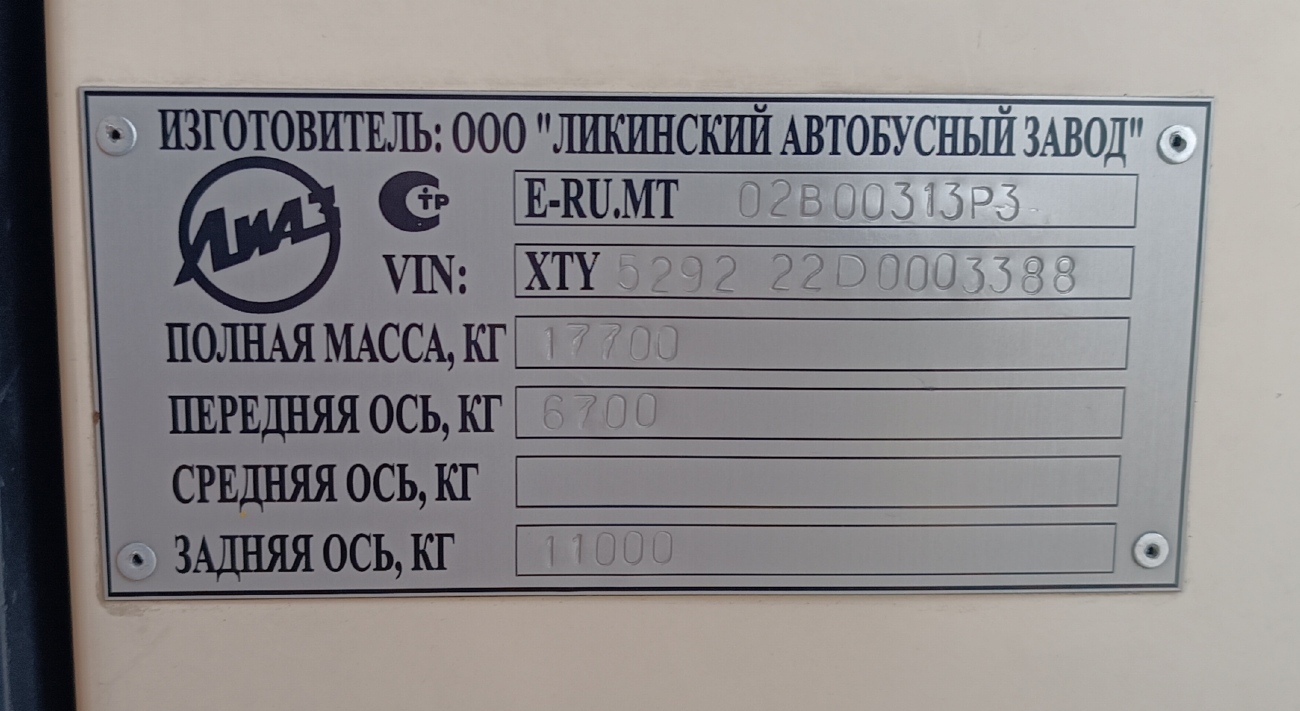 ИЗГОТОВИТЕЛЬ: ООО "ЛИКИНСКИЙ АВТОБУСНЫЙ ЗАВОД"
ЛиАЗ
тр E-RU.MT 02B00313P3
VIN: XTY 5292 22D0003388
ПОЛНАЯ МАССА, КГ 17700
ПЕРЕДНЯЯ ОСЬ, КГ 6700
СРЕДНЯЯ ОСЬ, КГ
ЗАДНЯЯ ОСЬ, КГ 11000